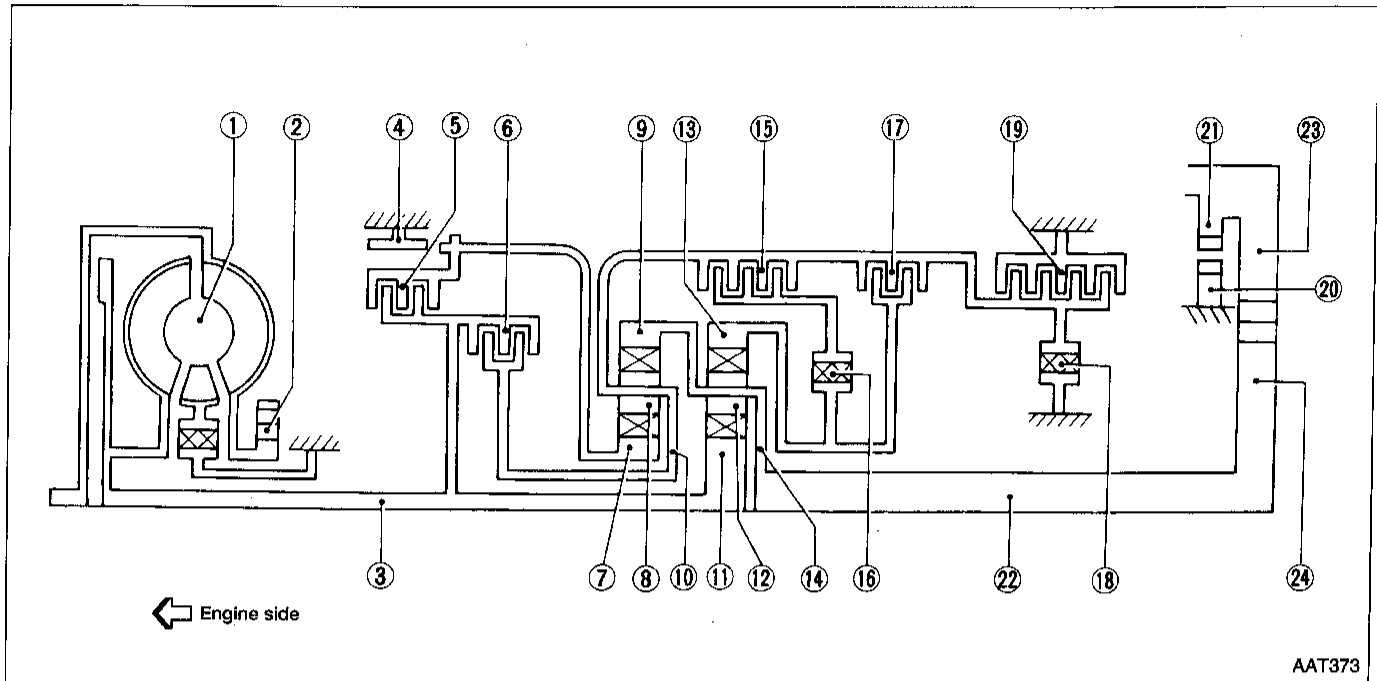 ① ② ④ ⑤ ⑥ ⑨ ⑬ ⑮ ⑰ ⑲ ㉑ ㉓
⑳
③ ⑦ ⑧ ⑩ ⑪ ⑫ ⑭ ⑯ ㉒ ⑱ ㉔
Engine side
AAT373